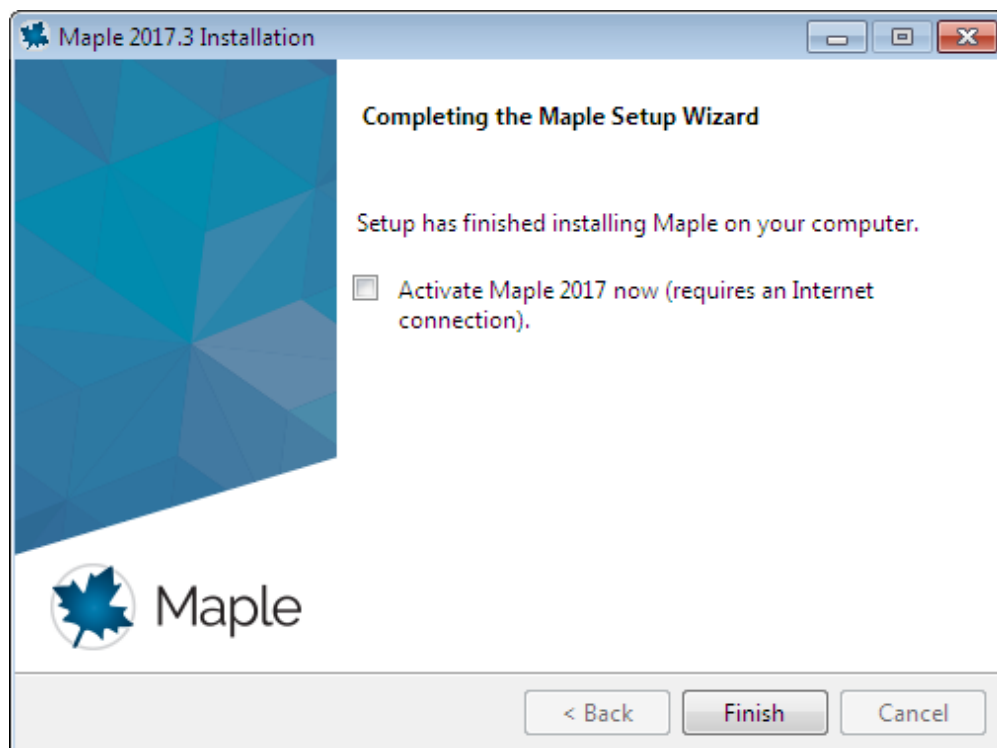 Maple 2017.3 Installation
Completing the Maple Setup Wizard
Setup has finished installing Maple on your computer.
Activate Maple 2017 now (requires an Internet
connection).
Maple
< Back
Finish
Cancel